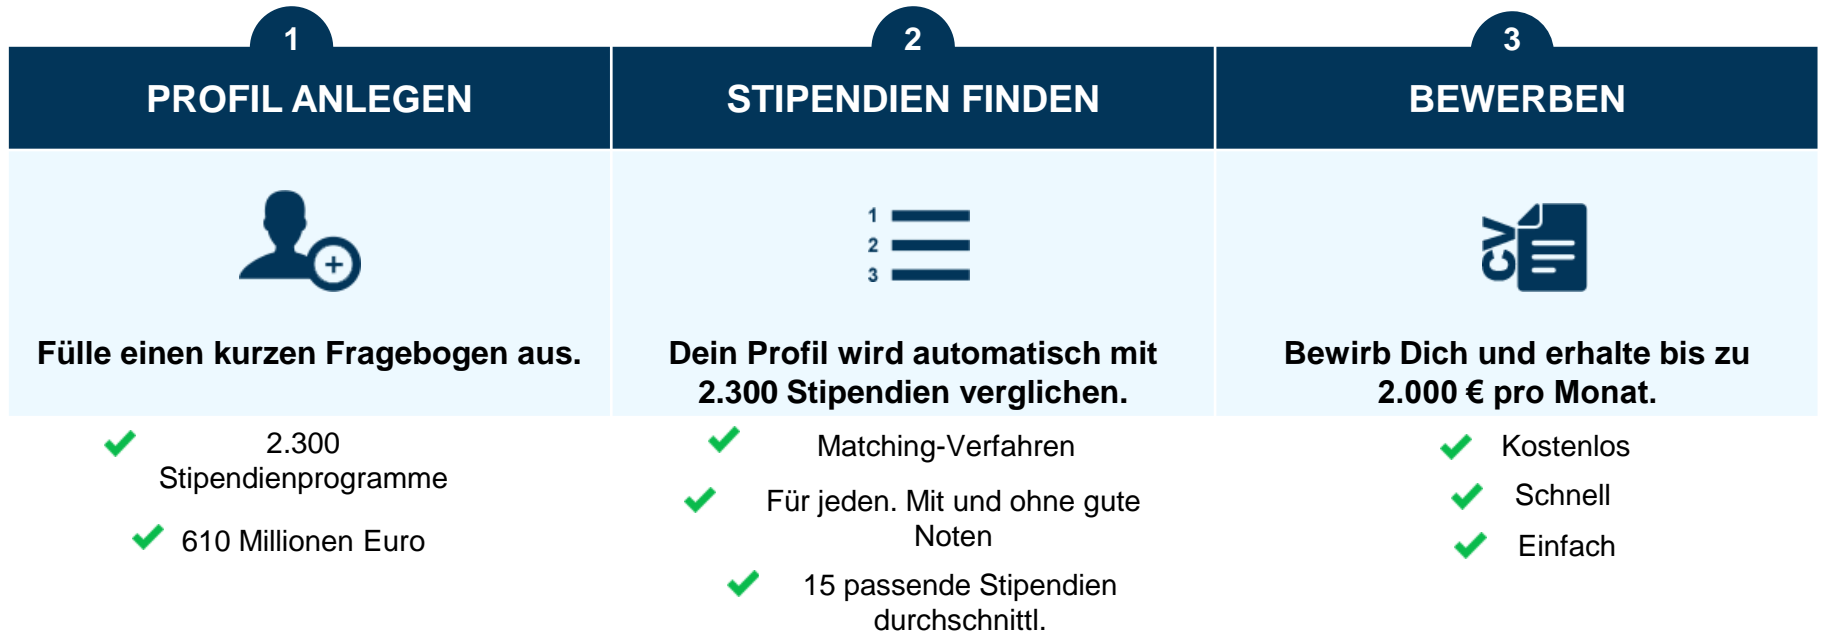 1
PROFIL ANLEGEN
Fülle einen kurzen Fragebogen aus.
2.300
Stipendienprogramme
610 Millionen Euro
2
STIPENDIEN FINDEN
1
2
3
Dein Profil wird automatisch mit
2.300 Stipendien verglichen.
Matching-Verfahren
Für jeden. Mit und ohne gute
Noten
15 passende Stipendien
durchschnittl.
3
BEWERBEN
CV
Bewirb Dich und erhalte bis zu
2.000 € pro Monat.
Kostenlos
Schnell
Einfach